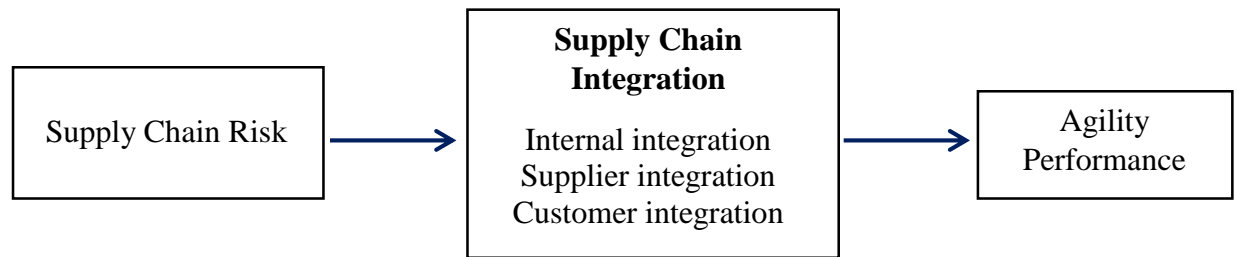 Supply Chain Risk
Supply Chain
Integration
Internal integration
Supplier integration
Customer integration
Agility
Performance